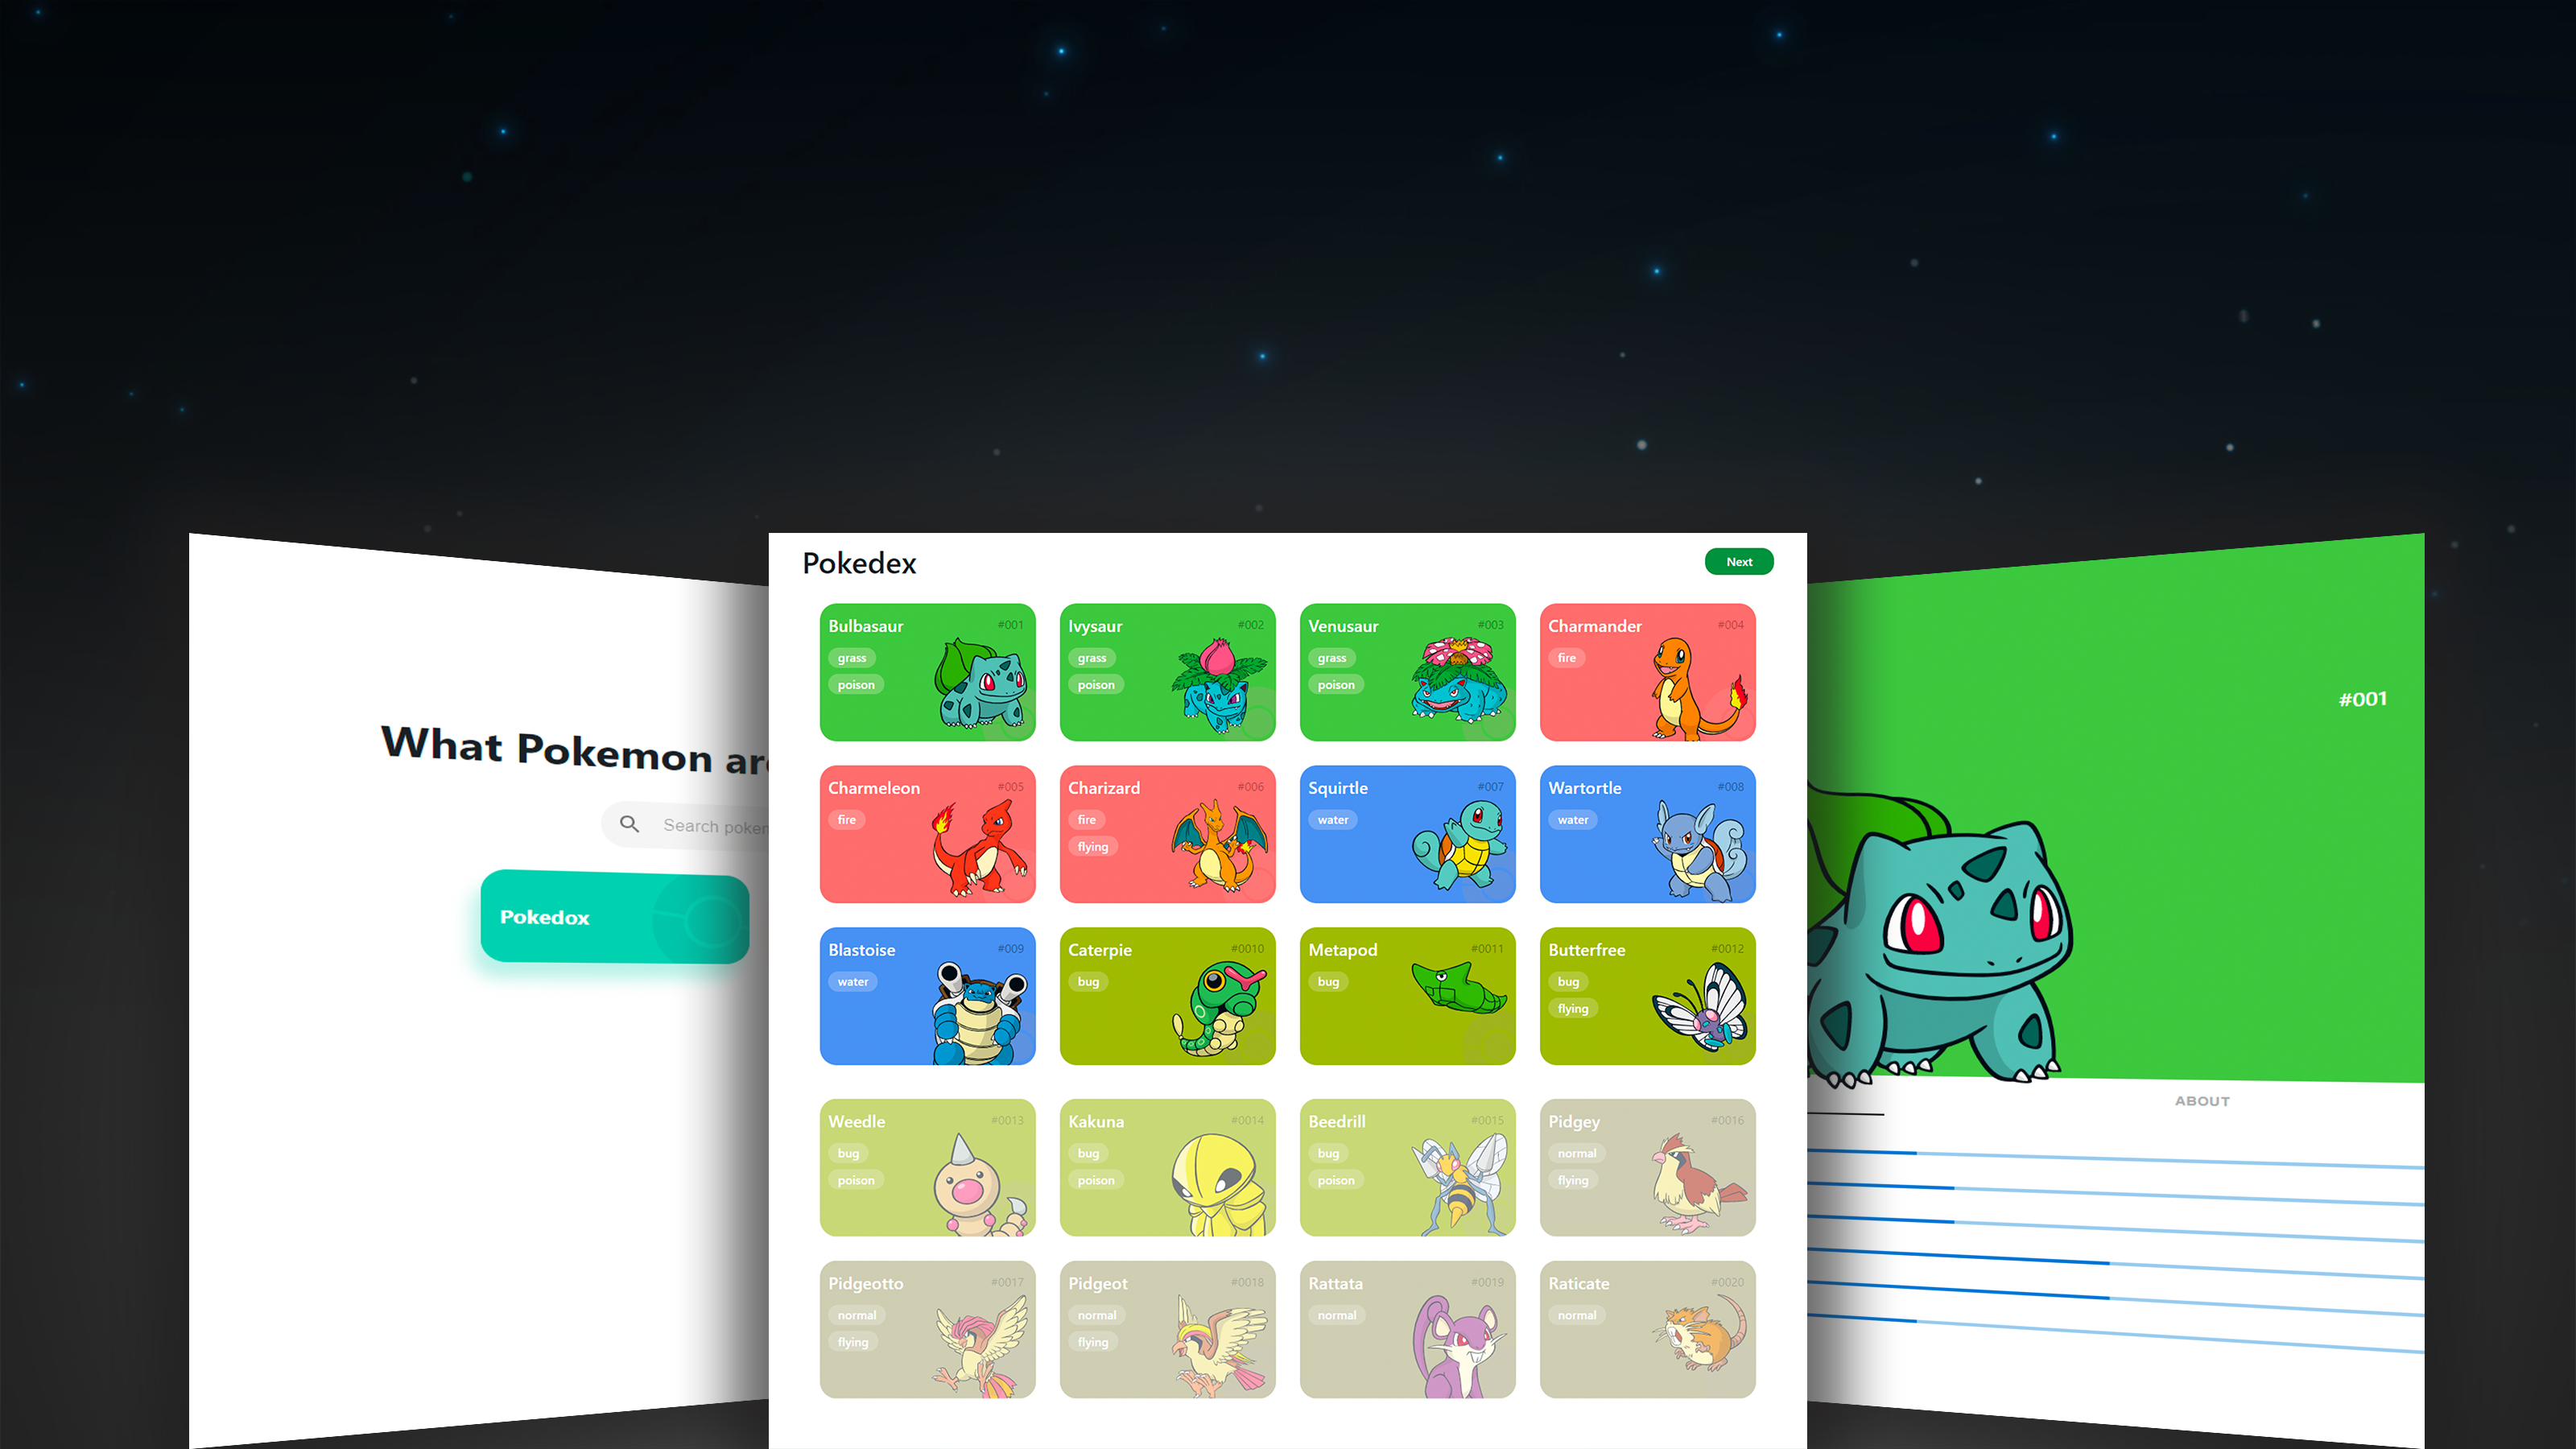 What Pokemon
Search
Pokedox
Pokedex
Next
Bulbasaur #001
grass
poison
Ivysaur #002
grass
poison
Venusaur #003
grass
poison
Charmander #004
fire
Charmeleon #005
fire
Charizard #006
fire
flying
Squirtle #007
water
Wartortle #008
water
Blastoise #009
water
Caterpie #0010
bug
Metapod #0011
bug
Butterfree #0012
bug
flying
Weedle #0013
bug
poison
Kakuna #0014
bug
poison
Beedrill #0015
bug
poison
Pidgey #0016
normal
flying
Pidgeotto #0017
normal
flying
Pidgeot #0018
normal
flying
Rattata #0019
normal
Raticate #0020
normal
#001
ABOUT